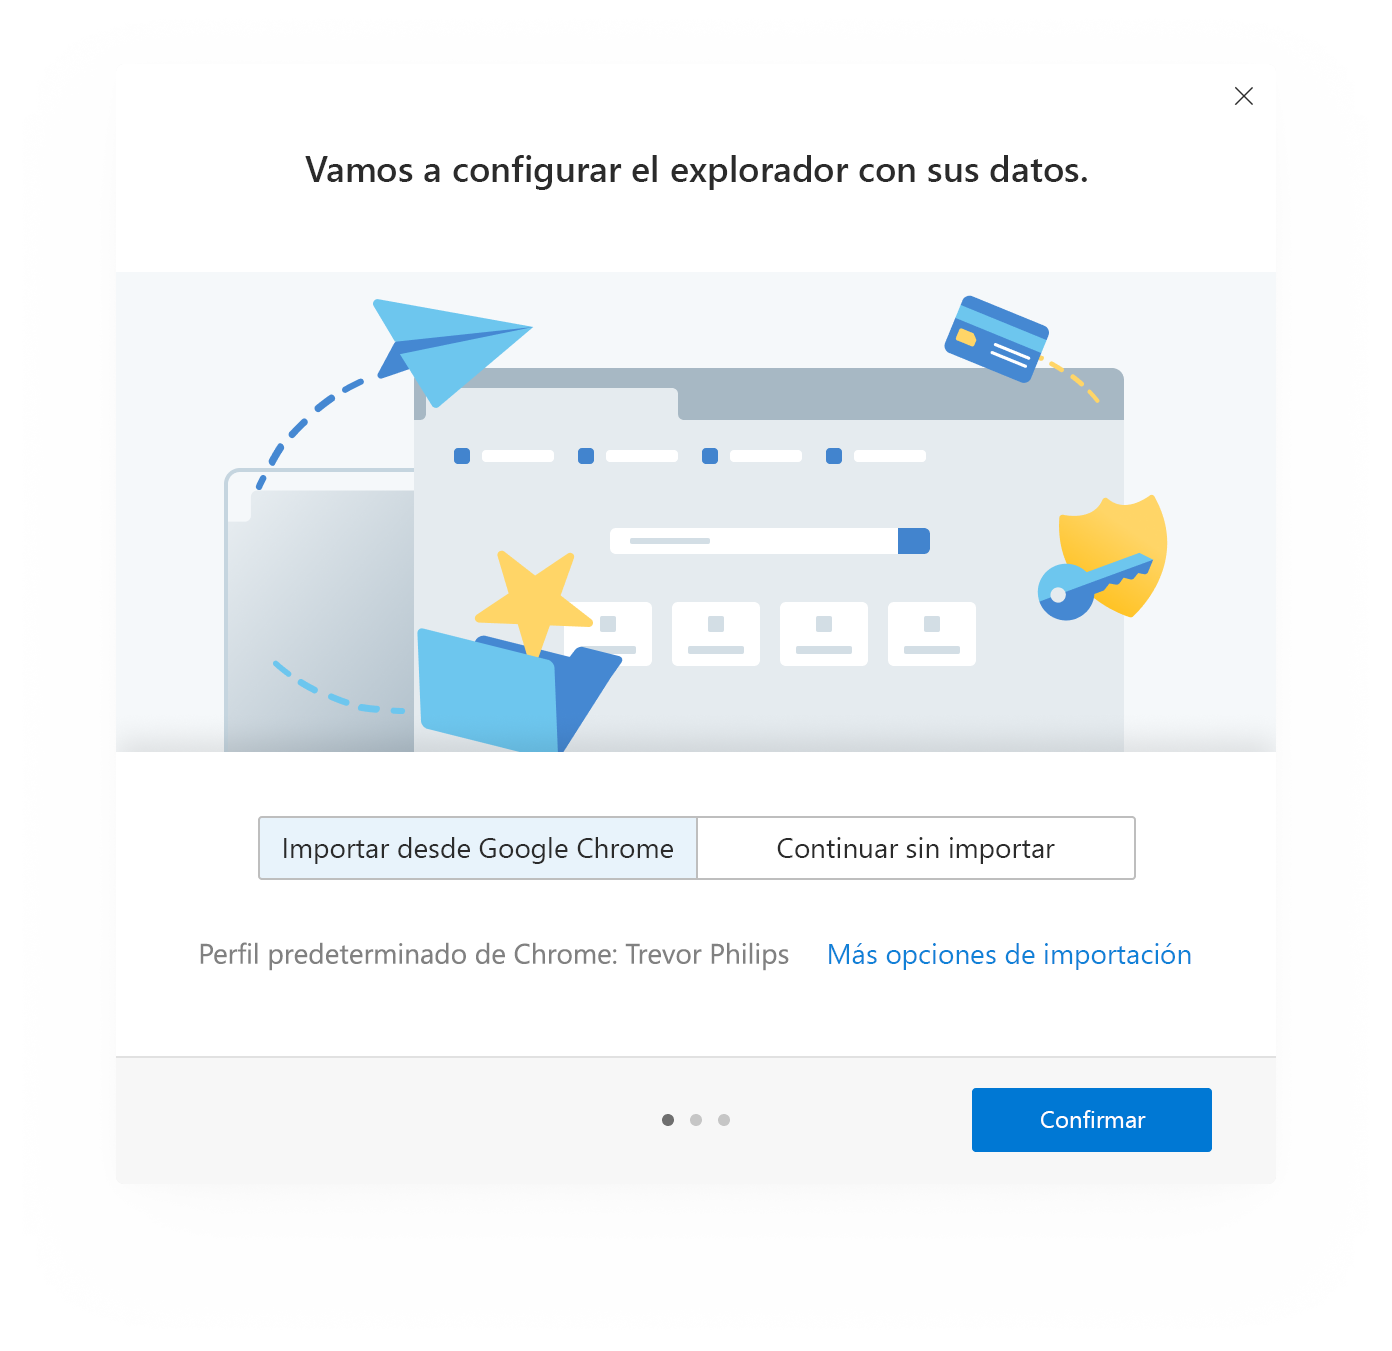 Vamos a configurar el explorador con sus datos.
Importar desde Google Chrome
Continuar sin importar
Perfil predeterminado de Chrome: Trevor Philips
Más opciones de importación
Confirmar